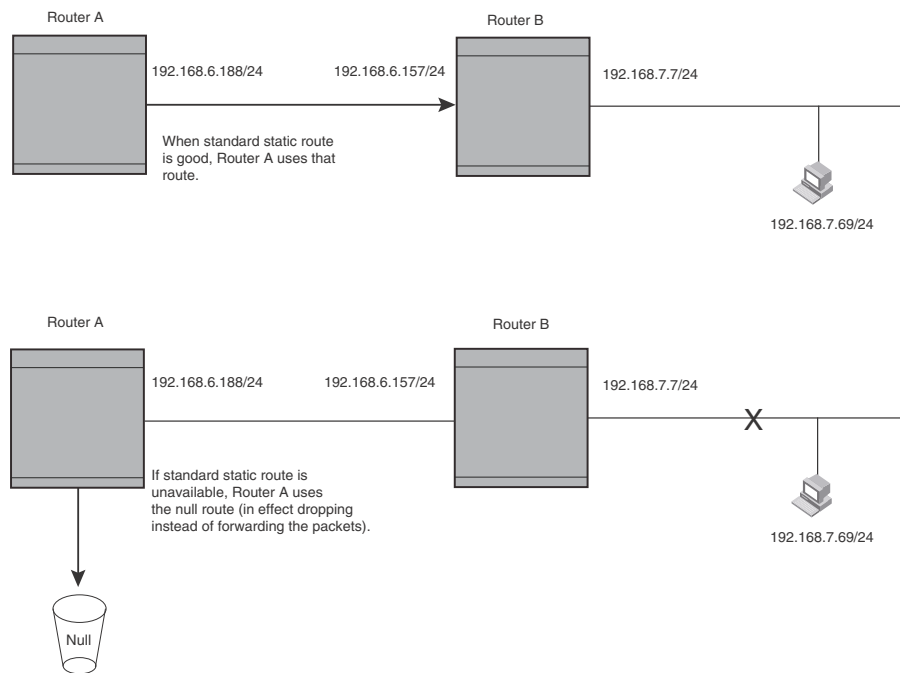 Router A
Router B
192.168.6.188/24
192.168.6.157/24
192.168.7.7/24
When standard static route
is good, Router A uses that
route.
192.168.7.69/24
Router A
Router B
192.168.6.188/24
192.168.6.157/24
192.168.7.7/24
X
If standard static route is
unavailable, Router A uses
the null route (in effect dropping
instead of forwarding the packets).
192.168.7.69/24
Null